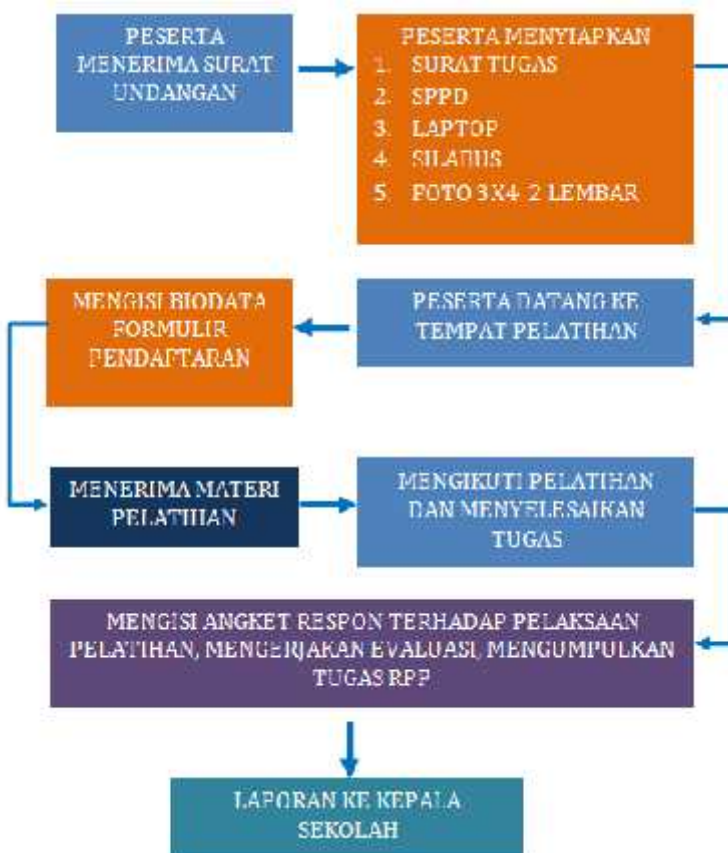 PESERTA
MENERIMA SURAT
UNDANGAN
PESERTA MENYIAPKAN
1. SURAT TUGAS
2. SPPD
3. LAPTOP
4. SILABUS
5. FOTO 3X4 2 LEMBAR
PESERTA DATANG KE
TEMPAT PELATIHAN
MENGISI BIODATA
FORMULIR
PENDAFTARAN
MENERIMA MATERI
PELATIHAN
MENGIKUTI PELATIHAN
DAN MENYELESAIKAN
TUGAS
MENGISI ANGKET RESPON TERHADAP PELAKSAAN
PELATIHAN, MENGERJAKAN EVALUASI, MENGUMPULKAN
TUGAS RPP
LAPORAN KE KEPALA
SEKOLAH